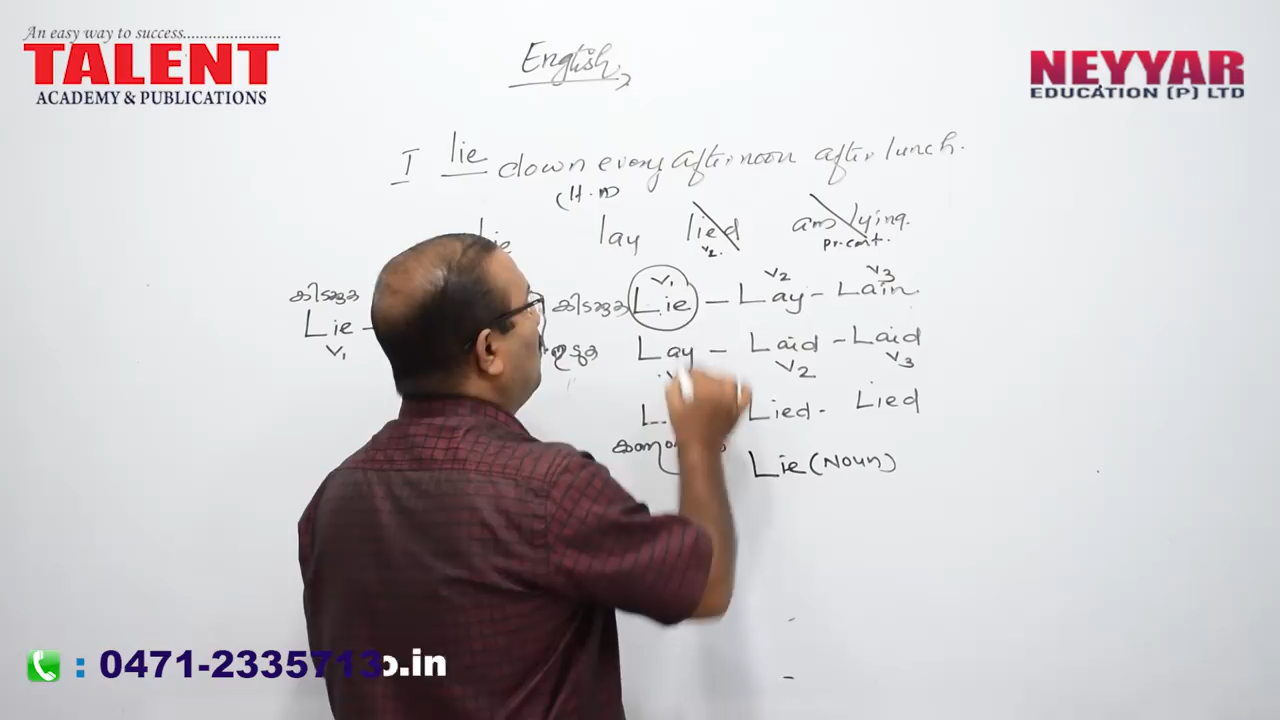 An easy way to success......................
TALENT
ACADEMY & PUBLICATIONS
NEYYAR
EDUCATION (P) LTD
English
I lie down every afternoon after lunch.
(H.A)
Lie lay lied am lying.
V2. pr.cont.
V1 V2 V3
കിടക്കുക കിടക്കുക Lie - Lay - Lain
Lie -
V1
ഇടുക Lay - Laid - Laid
V2 V3
Lied - Lied
Lie (Noun)
: 0471-2335713
o.in